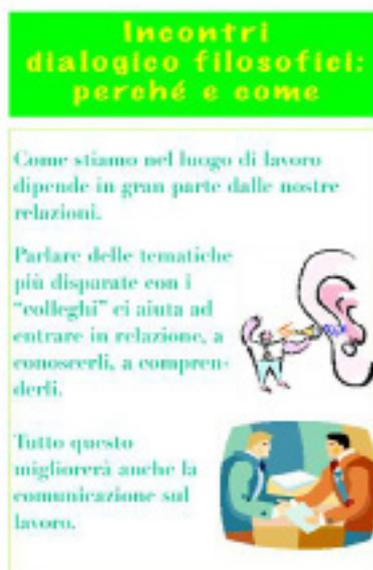 Incontri
dialogico filosofici:
perché e come
Come stiamo nel luogo di lavoro
dipende in gran parte dalle nostre
relazioni.
Parlare delle tematiche
più disparate con i
“colleghi” ci aiuta ad
entrare in relazione, a
conoscerli, a compren-
derli.
Tutto questo
migliorerà anche la
comunicazione sul
lavoro.